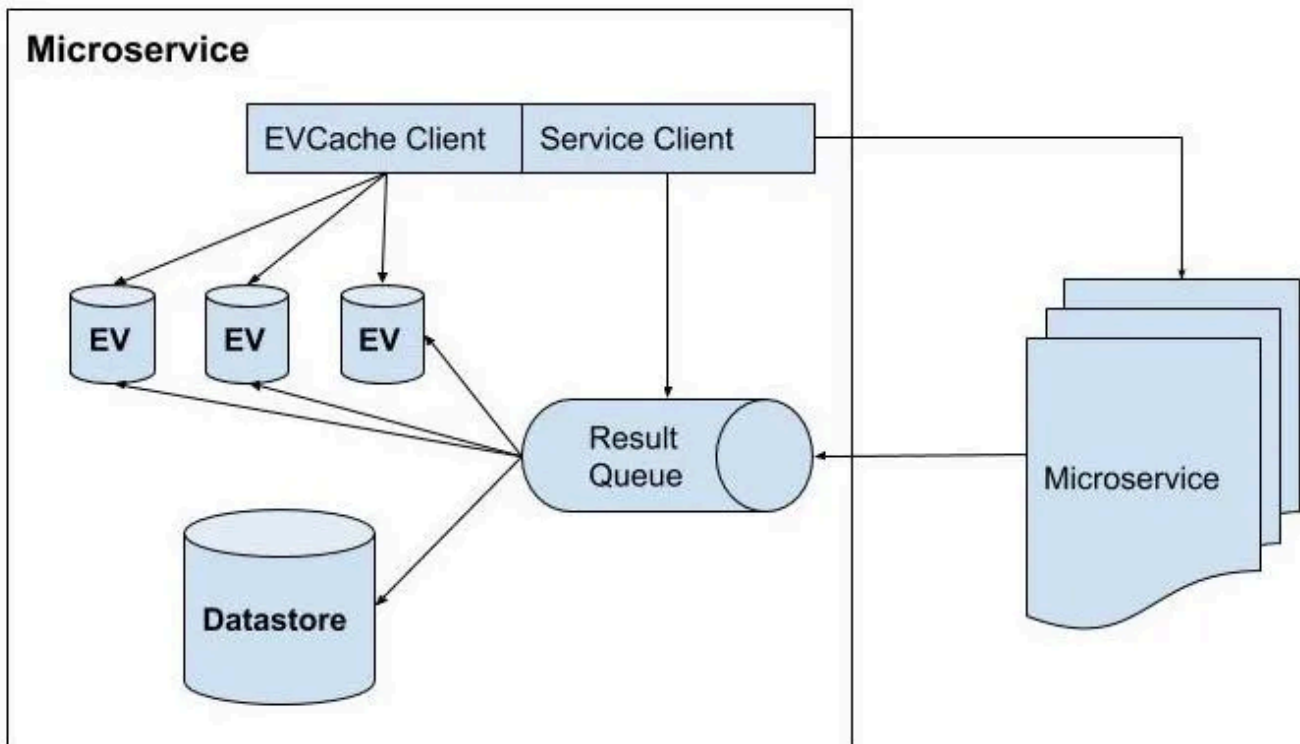 Microservice
EVCache Client
Service Client
EV
EV
EV
Result
Queue
Microservice
Datastore